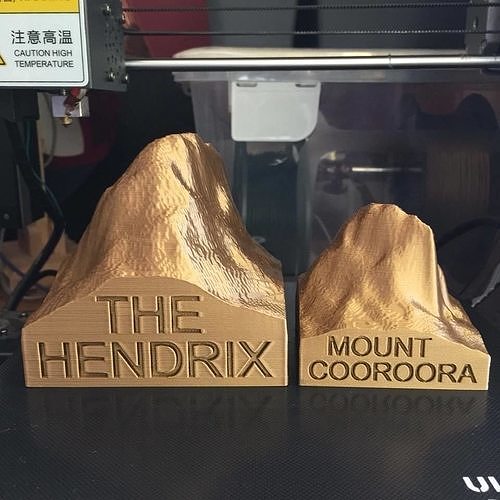 注意高温
CAUTION HIGH
TEMPERATURE
THE
HENDRIX
MOUNT
COOROORA